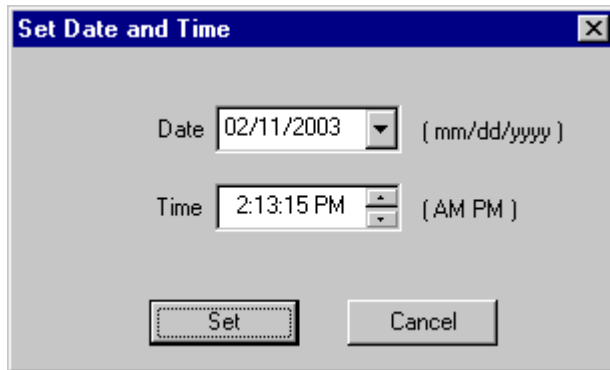 Set Date and Time
Date 02/11/2003 ( mm/dd/yyyy )
Time 2:13:15 PM ( AM PM )
Set Cancel